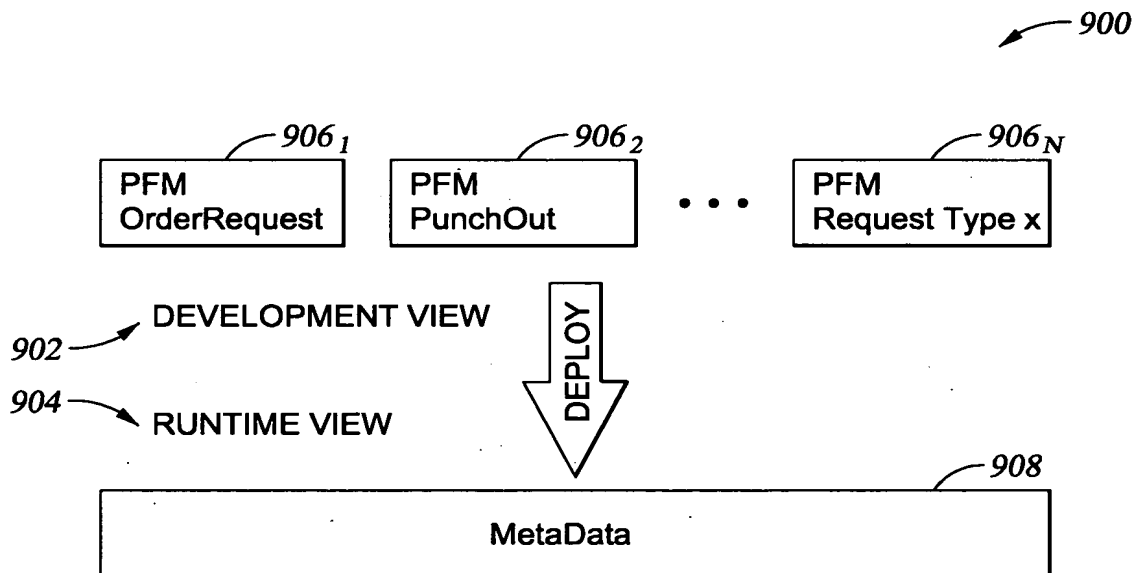 900
906₁
906₂
906N
PFM
OrderRequest
PFM
PunchOut
• • •
PFM
Request Type x
DEVELOPMENT VIEW
902
DEPLOY
904
RUNTIME VIEW
908
MetaData